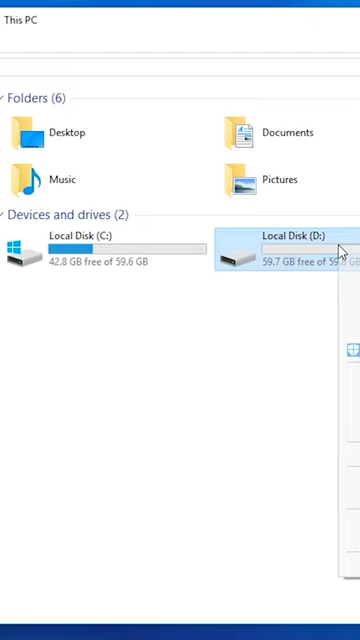 This PC
Folders (6)
Desktop
Documents
Music
Pictures
Devices and drives (2)
Local Disk (C:)
42.8 GB free of 59.6 GB
Local Disk (D:)
59.7 GB free of GB